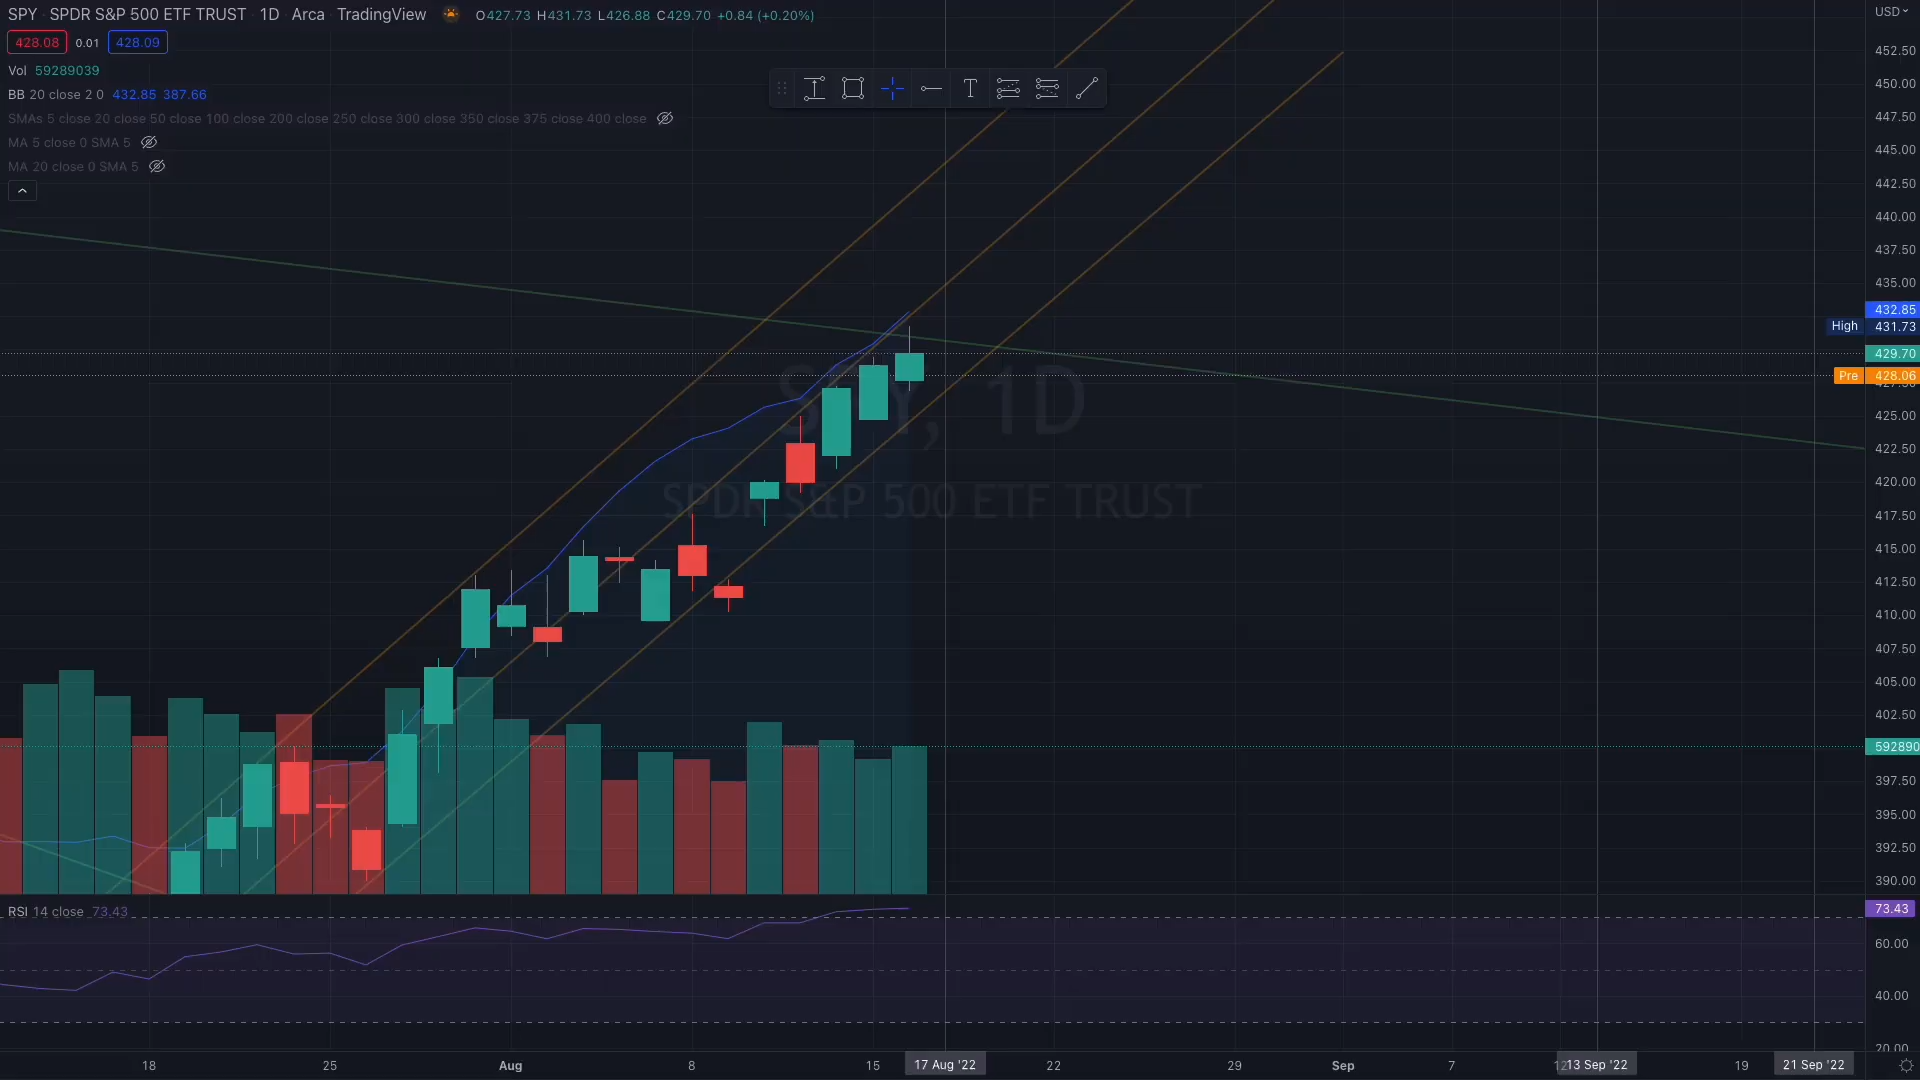 SPY · SPDR S&P 500 ETF TRUST · 1D · Arca · TradingView O427.73 H431.73 L426.88 C429.70 +0.84 (+0.20%)
428.08 0.01 428.09
Vol 59289039
BB 20 close 2 0 432.85 387.66
SMAs 5 close 20 close 50 close 100 close 200 close 250 close 300 close 350 close 375 close 400 close
MA 5 close 0 SMA 5
MA 20 close 0 SMA 5
T
SPY, 1D
SPDR S&P 500 ETF TRUST
USD
452.50
450.00
447.50
445.00
442.50
440.00
437.50
435.00
432.85
High 431.73
429.70
Pre 428.06
425.00
422.50
420.00
417.50
415.00
412.50
410.00
407.50
405.00
402.50
592890
397.50
395.00
392.50
390.00
RSI 14 close 73.43
73.43
60.00
40.00
20.00
18 25 Aug 8 15 17 Aug '22 22 29 Sep 7 13 Sep '22 19 21 Sep '22